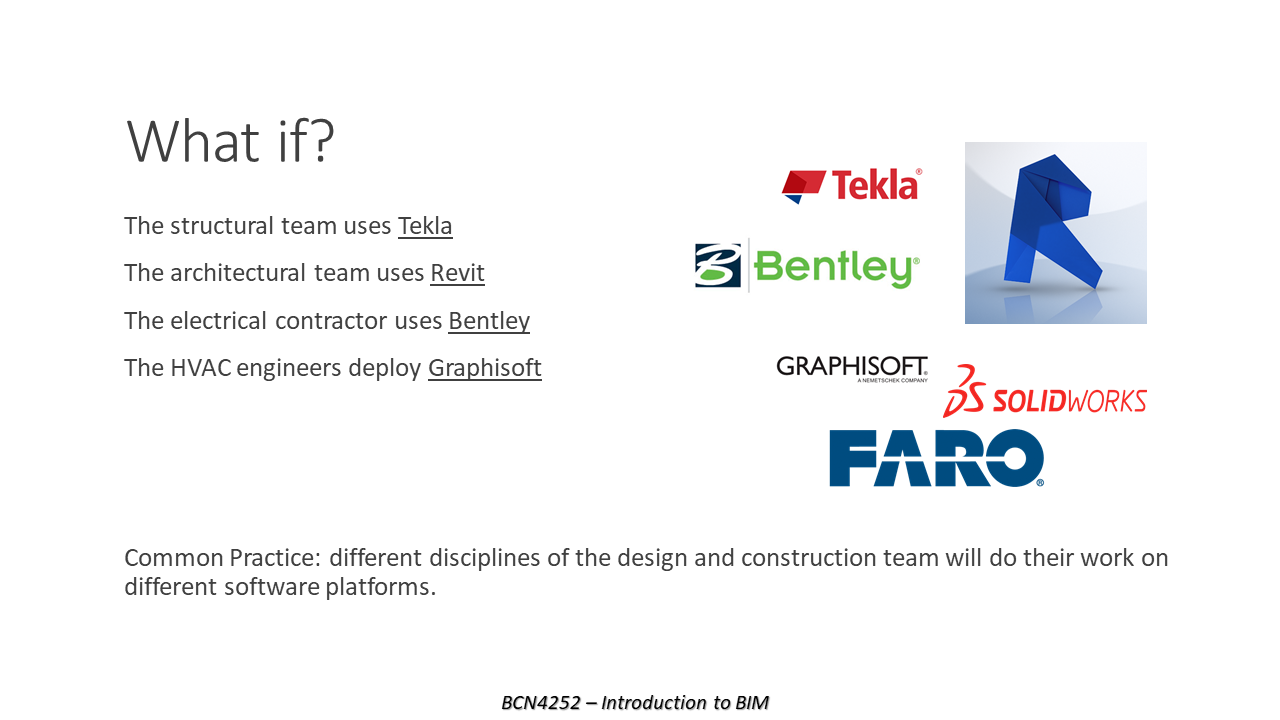 What if?
The structural team uses Tekla
The architectural team uses Revit
The electrical contractor uses Bentley
The HVAC engineers deploy Graphisoft
Tekla®
Bentley®
GRAPHISOFT®
A NEMETSCHEK COMPANY
SOLIDWORKS
FARO®
Common Practice: different disciplines of the design and construction team will do their work on
different software platforms.
BCN4252 – Introduction to BIM